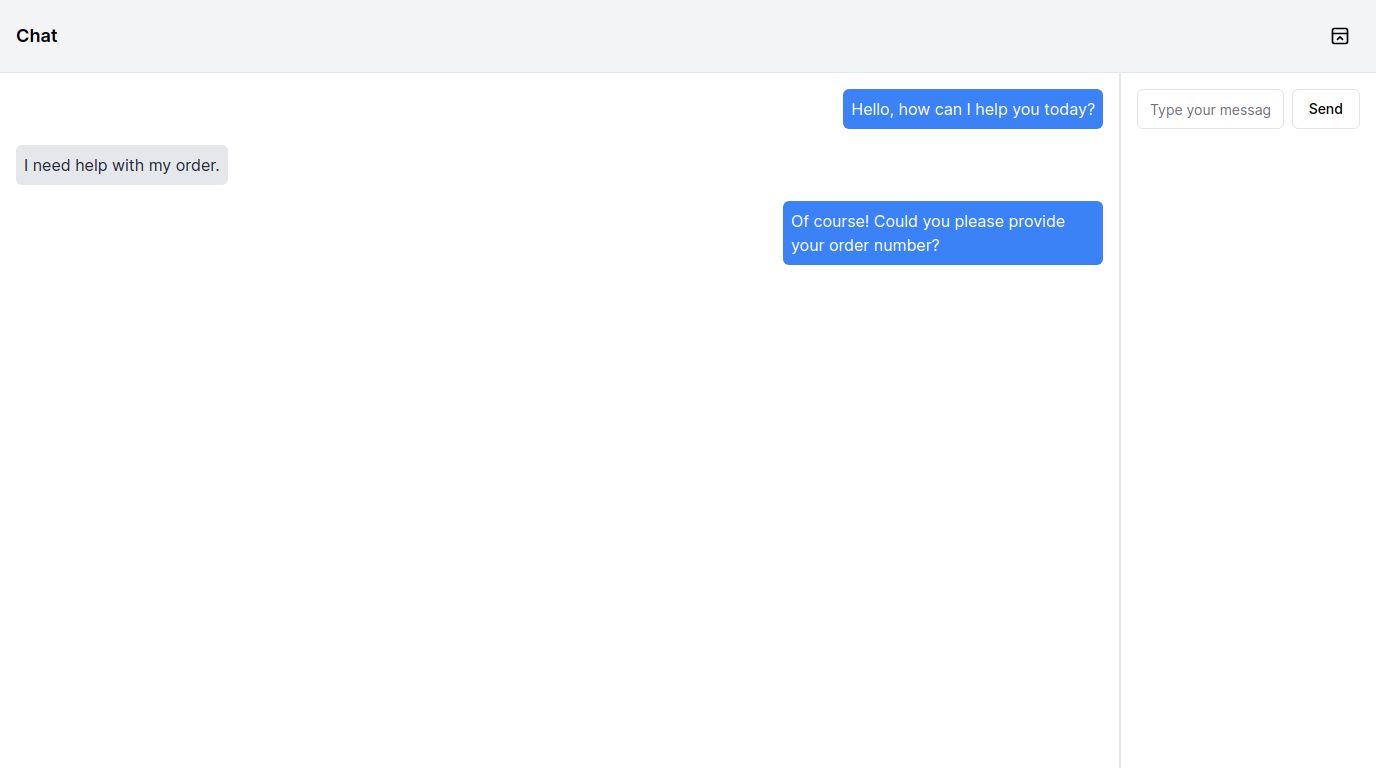 Chat
Hello, how can I help you today?
Type your messag
Send
I need help with my order.
Of course! Could you please provide
your order number?